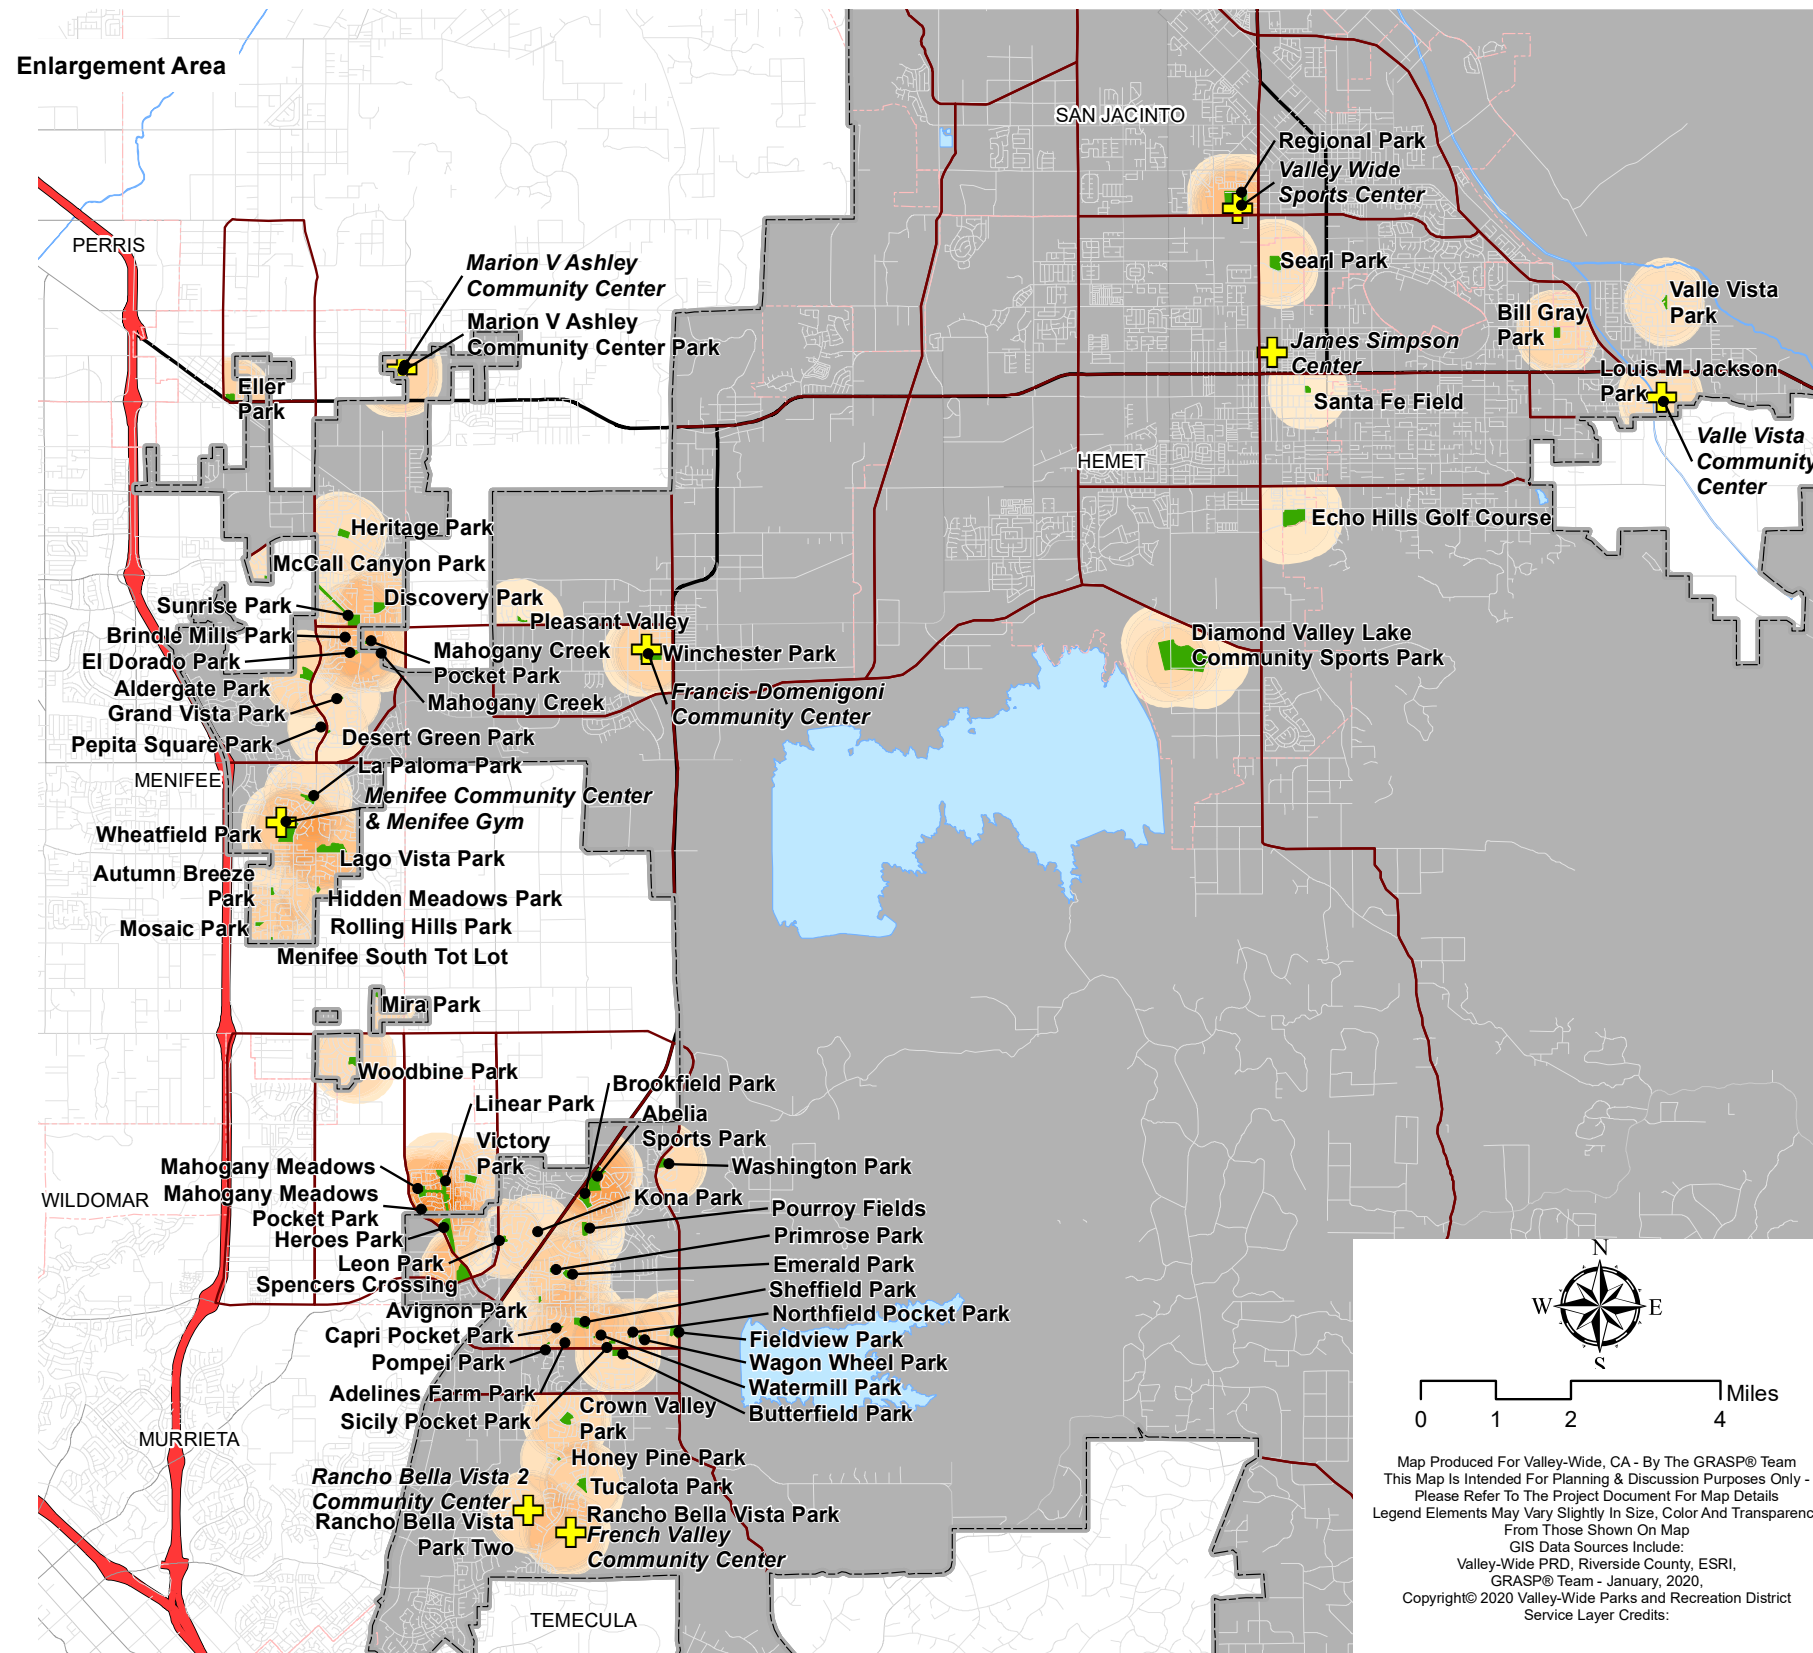 Enlargement Area
SAN JACINTO
Regional Park
Valley Wide
Sports Center
PERRIS
Marion V Ashley
Community Center
Searl Park
Valle Vista
Park
Marion V Ashley
Community Center Park
Bill Gray
Park
James Simpson
Center
Eller
Park
Louis M Jackson
Park
Santa Fe Field
Valle Vista
Community
Center
HEMET
Heritage Park
Echo Hills Golf Course
McCall Canyon Park
Discovery Park
Sunrise Park
Pleasant Valley
Brindle Mills Park
El Dorado Park
Mahogany Creek
Pocket Park
Winchester Park
Diamond Valley Lake
Community Sports Park
Aldergate Park
Mahogany Creek
Francis Domenigoni
Community Center
Grand Vista Park
Pepita Square Park
Desert Green Park
La Paloma Park
MENIFEE
Menifee Community Center
& Menifee Gym
Wheatfield Park
Lago Vista Park
Autumn Breeze
Park
Hidden Meadows Park
Mosaic Park
Rolling Hills Park
Menifee South Tot Lot
Mira Park
Woodbine Park
Brookfield Park
Linear Park
Abelia
Sports Park
Victory
Park
Mahogany Meadows
Washington Park
WILDOMAR
Mahogany Meadows
Pocket Park
Kona Park
Pourroy Fields
Heroes Park
Primrose Park
Leon Park
Emerald Park
Spencers Crossing
Sheffield Park
Avignon Park
Northfield Pocket Park
Capri Pocket Park
Fieldview Park
Pompei Park
Wagon Wheel Park
Adelines Farm Park
Watermill Park
Sicily Pocket Park
Crown Valley
Park
Butterfield Park
MURRIETA
Honey Pine Park
Rancho Bella Vista 2
Community Center
Tucalota Park
Rancho Bella Vista
Park Two
Rancho Bella Vista Park
French Valley
Community Center
TEMECULA
N
W E
S
Miles
0 1 2 4
Map Produced For Valley-Wide, CA - By The GRASP® Team
This Map Is Intended For Planning & Discussion Purposes Only -
Please Refer To The Project Document For Map Details
Legend Elements May Vary Slightly In Size, Color And Transparenc
From Those Shown On Map
GIS Data Sources Include:
Valley-Wide PRD, Riverside County, ESRI,
GRASP® Team - January, 2020,
Copyright© 2020 Valley-Wide Parks and Recreation District
Service Layer Credits: